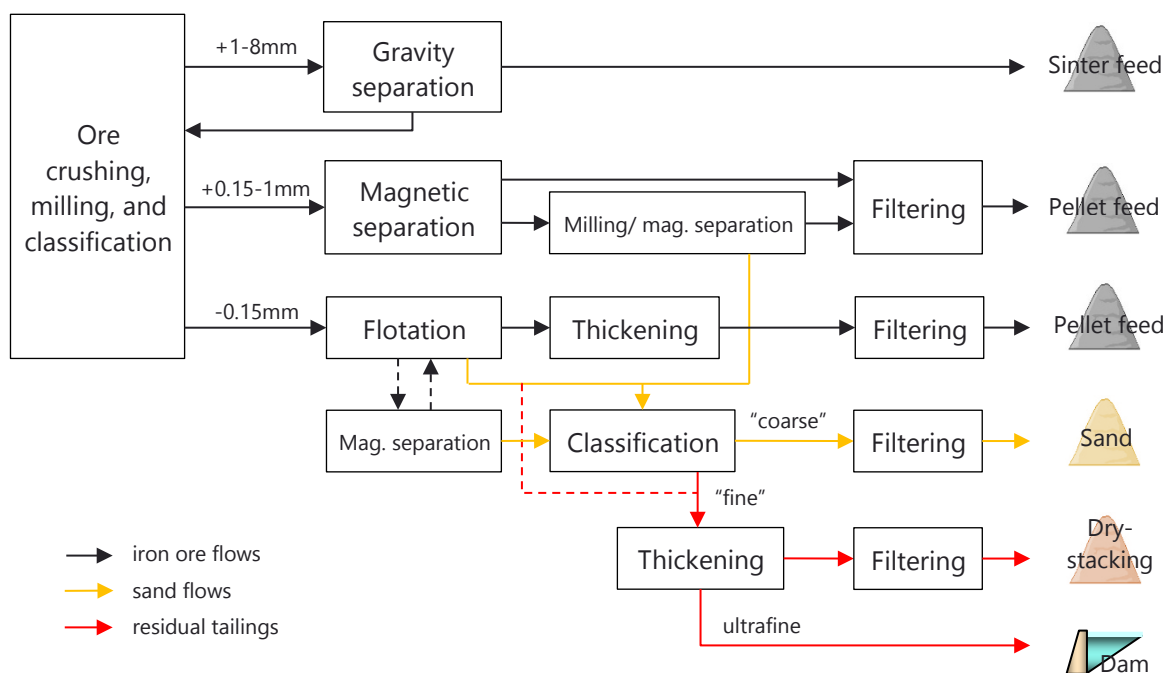 +1-8mm
Gravity
separation
Sinter feed
Ore
crushing,
milling, and
classification
+0.15-1mm
Magnetic
separation
Milling/ mag. separation
Filtering
Pellet feed
-0.15mm
Flotation
Thickening
Filtering
Pellet feed
Mag. separation
Classification
“coarse”
Filtering
Sand
“fine”
Thickening
Filtering
Dry-
stacking
iron ore flows
sand flows
residual tailings
ultrafine
Dam